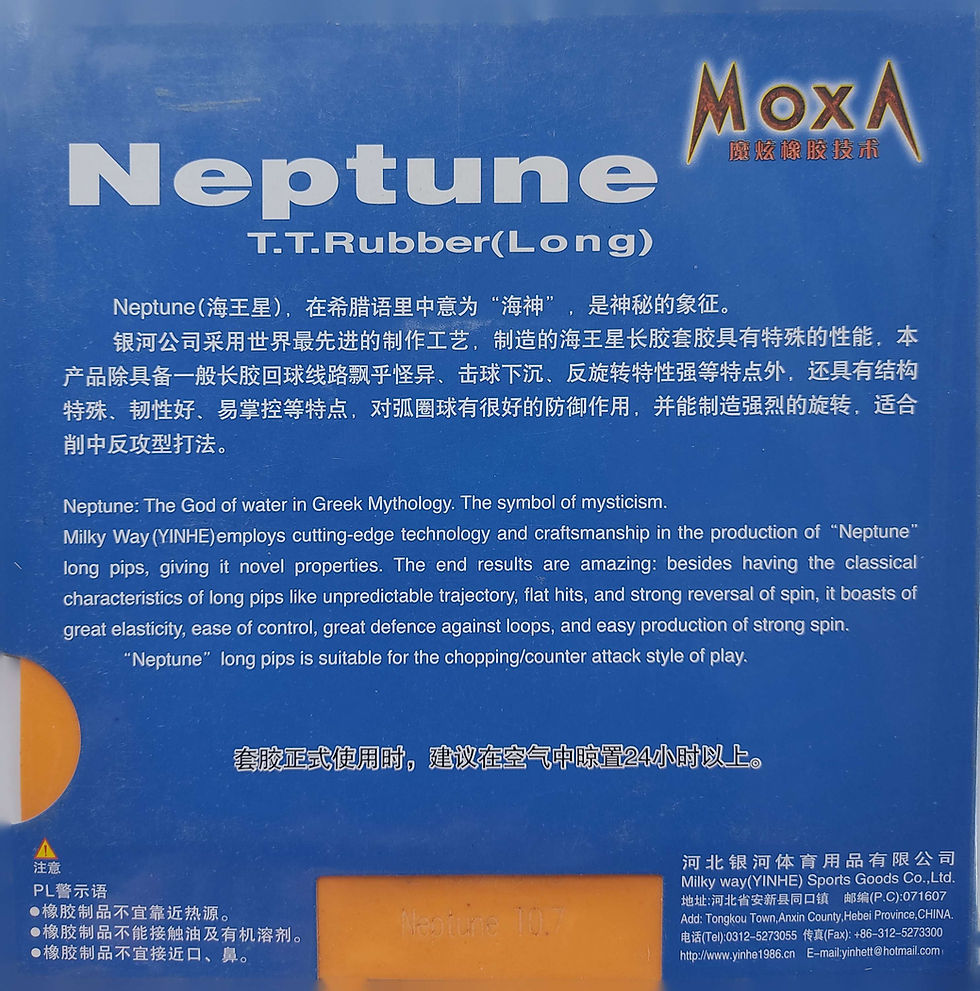 MOXA
魔炫橡胶技术
Neptune
T.T.Rubber(Long)
Neptune(海王星)，在希腊语里中意为“海神”，是神秘的象征。
银河公司采用世界最先进的制作工艺，制造的海王星长胶套胶具有特殊的性能，本
产品除具备一般长胶回球线路飘乎怪异、击球下沉、反旋转特性强等特点外，还具有结构
特殊、韧性好、易掌控等特点，对弧圈球有很好的防御作用，并能制造强烈的旋转，适合
削中反攻型打法。
Neptune: The God of water in Greek Mythology. The symbol of mysticism.
Milky Way(YINHE)employs cutting-edge technology and craftsmanship in the production of “Neptune”
long pips, giving it novel properties. The end results are amazing: besides having the classical
characteristics of long pips like unpredictable trajectory, flat hits, and strong reversal of spin, it boasts of
great elasticity, ease of control, great defence against loops, and easy production of strong spin.
“Neptune” long pips is suitable for the chopping/counter attack style of play.
套胶正式使用时，建议在空气中晾置24小时以上。
注意
PL警示语
●橡胶制品不宜靠近热源。
●橡胶制品不能接触油及有机溶剂。
●橡胶制品不宜接近口、鼻。
Neptune 10.7
河北银河体育用品有限公司
Milky way(YINHE) Sports Goods Co.,Ltd.
地址:河北省安新县同口镇 邮编(P.C):071607
Add: Tongkou Town,Anxin County,Hebei Province,CHINA.
电话(Tel):0312-5273055 传真(Fax): +86-312-5273300
http://www.yinhe1986.cn E-mail:yinhett@hotmail.com